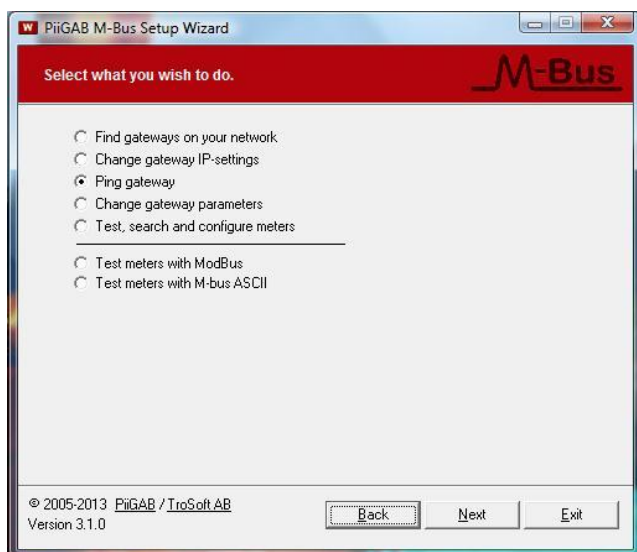 PiiGAB M-Bus Setup Wizard
Select what you wish to do.
M-Bus
Find gateways on your network
Change gateway IP-settings
Ping gateway
Change gateway parameters
Test, search and configure meters
Test meters with ModBus
Test meters with M-bus ASCII
© 2005-2013 PiiGAB / TroSoft AB
Version 3.1.0
Back Next Exit